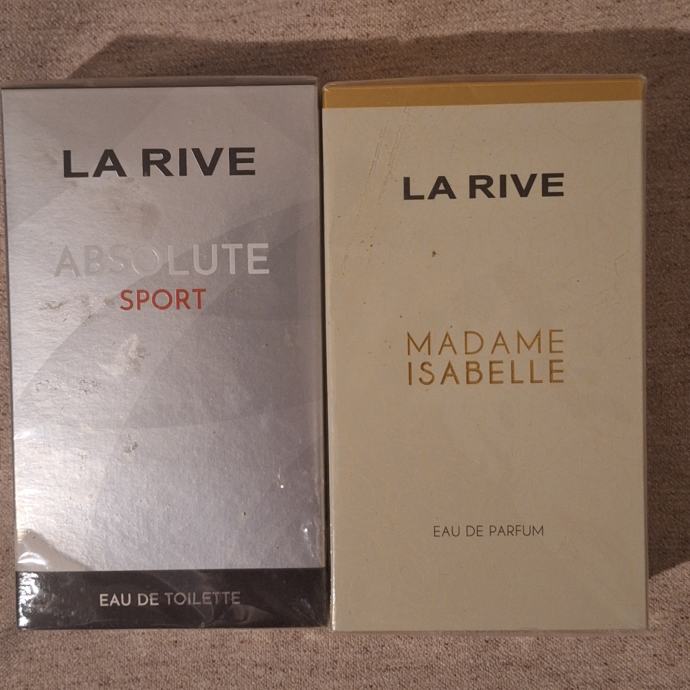 LA RIVE
ABSOLUTE
SPORT
EAU DE TOILETTE
LA RIVE
MADAME
ISABELLE
EAU DE PARFUM